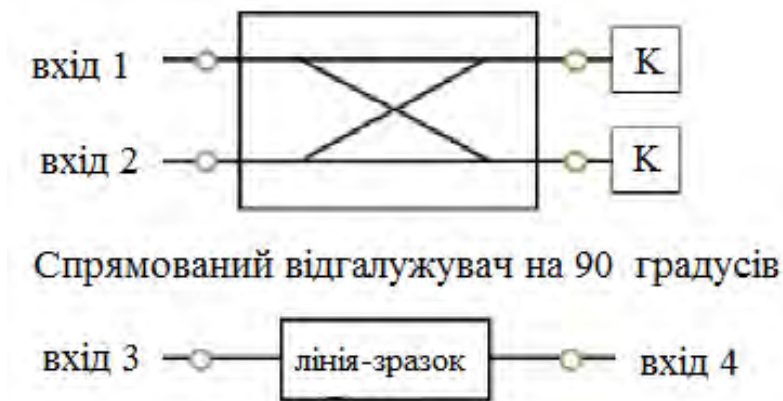 вхід 1
К
вхід 2
К
Спрямований відгалужувач на 90 градусів
вхід 3
лінія-зразок
вхід 4